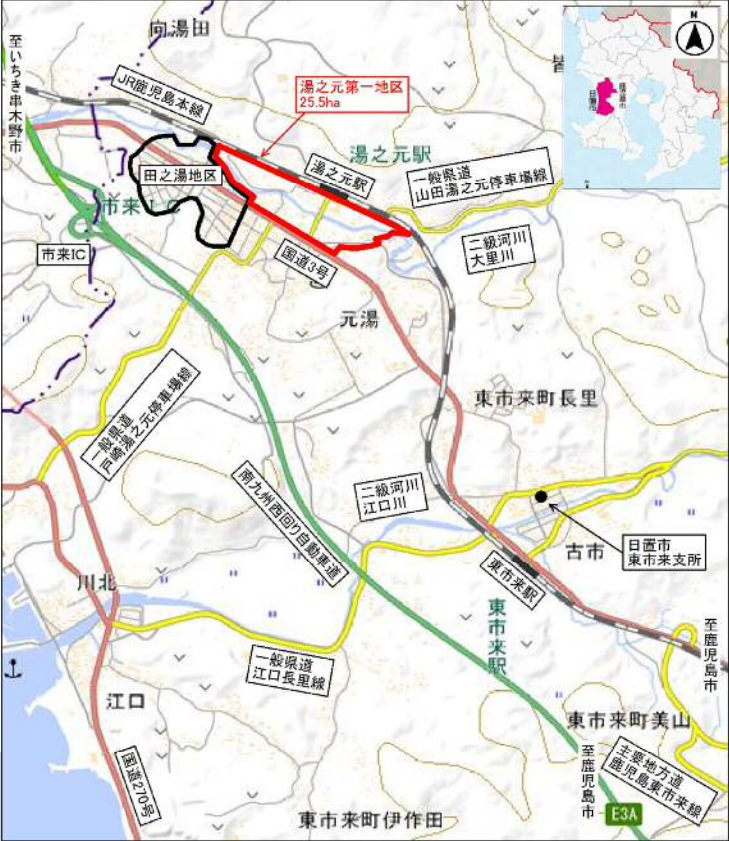 向湯田
至いちき串木野市
JR鹿児島本線
湯之元第一地区
25.5ha
N
日置市
鹿児島市
皆
湯之元駅
湯之元駅
一般県道
山田湯之元停車場線
田之湯地区
市来IC
市来IC
国道3号
二級河川
大里川
元湯
東市来町長里
一般県道
戸崎湯之元停車場線
南九州西回り自動車道
二級河川
江口川
日置市
東市来支所
古市
東市来駅
東市来駅
川北
一般県道
江口長里線
至鹿児島市
江口
東市来町美山
国道270号
主要地方道
鹿児島東市来線
至鹿児島市
E3A
東市来町伊作田